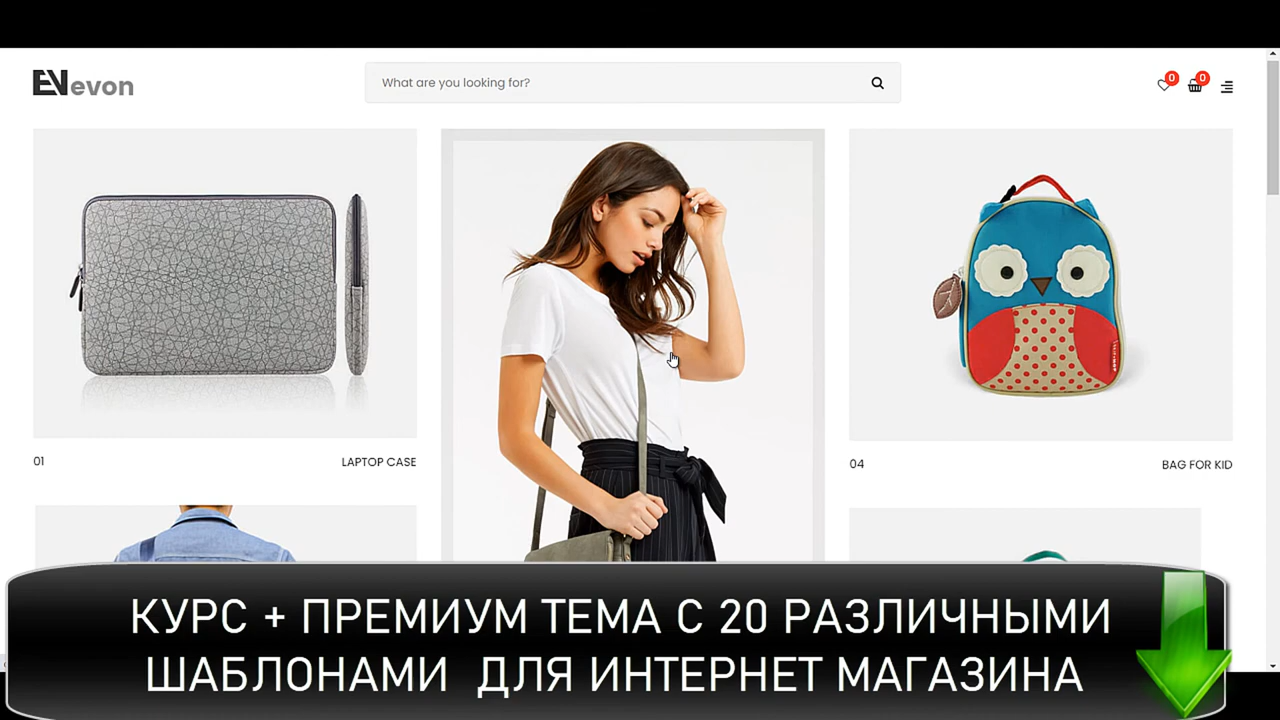 ENevon
What are you looking for?
0
0
01
LAPTOP CASE
04
BAG FOR KID
КУРС + ПРЕМИУМ ТЕМА С 20 РАЗЛИЧНЫМИ
ШАБЛОНАМИ ДЛЯ ИНТЕРНЕТ МАГАЗИНА